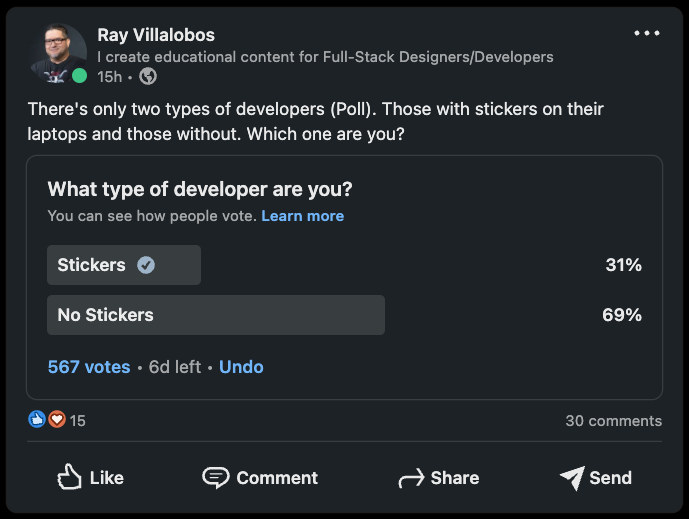 Ray Villalobos
I create educational content for Full-Stack Designers/Developers
15h •
There's only two types of developers (Poll). Those with stickers on their
laptops and those without. Which one are you?
What type of developer are you?
You can see how people vote. Learn more
Stickers 31%
No Stickers 69%
567 votes • 6d left • Undo
15 30 comments
Like Comment Share Send